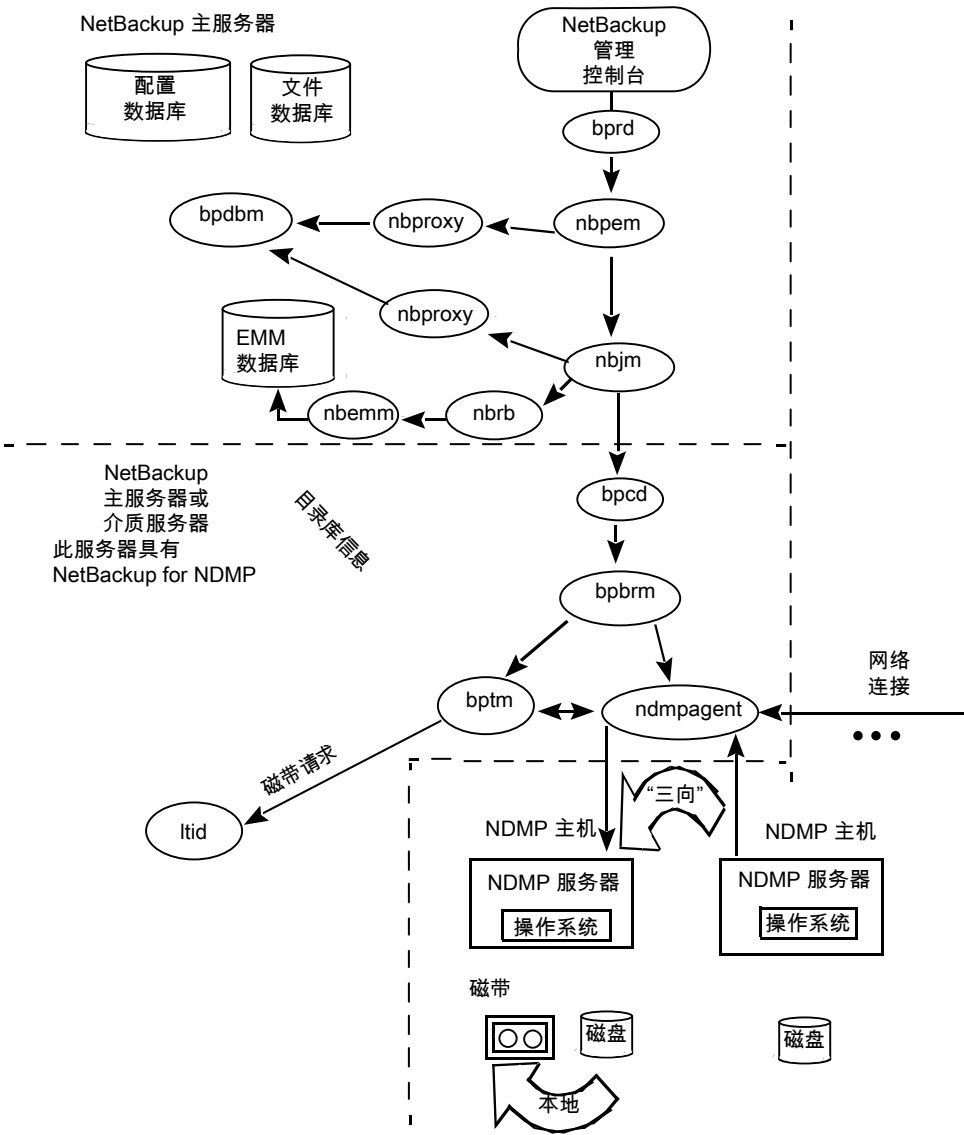 NetBackup 主服务器
NetBackup
管理
控制台
配置
数据库
文件
数据库
bprd
bpdbm
nbproxy
nbpem
nbproxy
EMM
数据库
nbjm
nbemm
nbrb
NetBackup
主服务器或
介质服务器
此服务器具有
NetBackup for NDMP
目录库信息
bpcd
bpbrm
网络
连接
bptm
ndmpagent
磁带请求
“三向”
ltid
NDMP 主机
NDMP 主机
NDMP 服务器
操作系统
NDMP 服务器
操作系统
磁带
磁盘
磁盘
本地